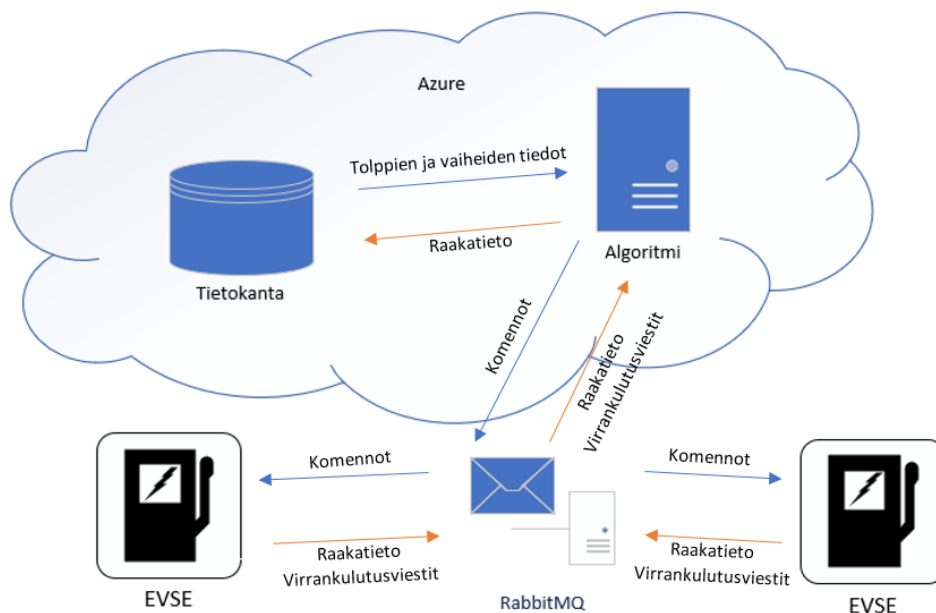 Azure
Tolppien ja vaiheiden tiedot
Raakatieto
Tietokanta
Algoritmi
Komennot
Raakatieto
Virrankulutusviestit
Komennot
Komennot
Raakatieto
Virrankulutusviestit
Raakatieto
Virrankulutusviestit
EVSE
RabbitMQ
EVSE